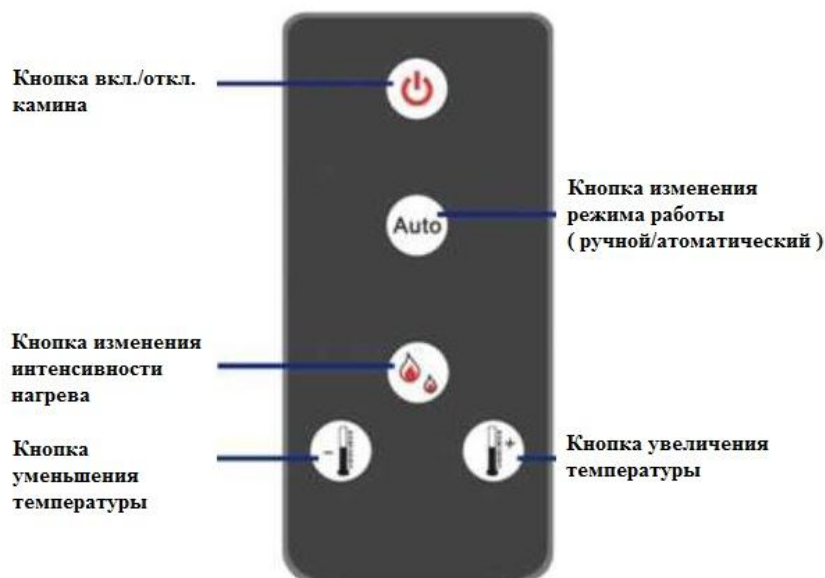 Кнопка вкл./откл.
камина
Auto
Кнопка изменения
режима работы
( ручной/атоматический )
Кнопка изменения
интенсивности
нагрева
Кнопка
уменьшения
температуры
-
+
Кнопка увеличения
температуры